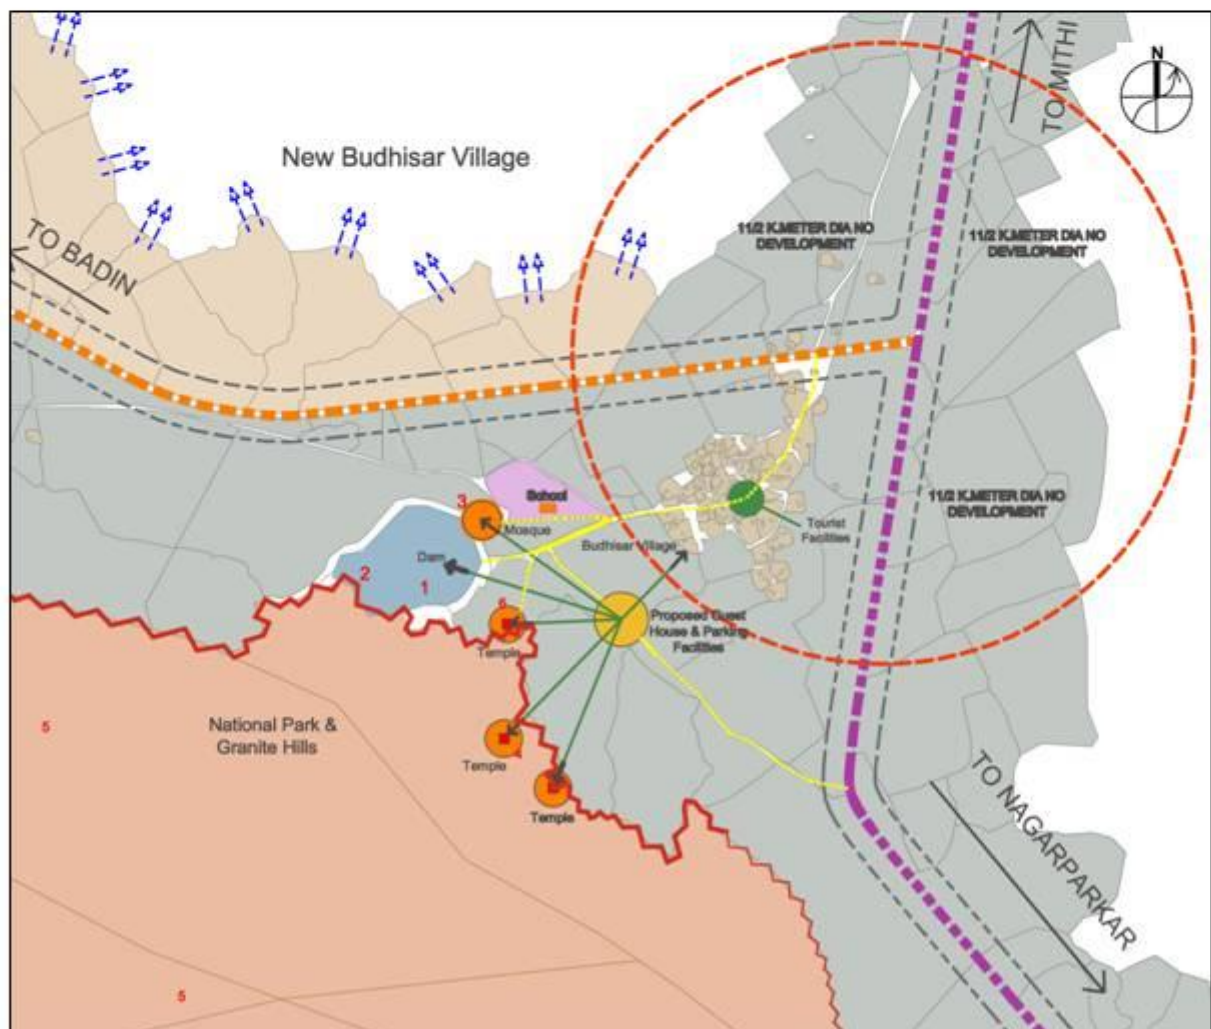 N
TO MITHI
New Budhisar Village
11/2 K.METER DIA NO
DEVELOPMENT
11/2 K.METER DIA NO
DEVELOPMENT
TO BADIN
3
School
Mosque
11/2 K.METER DIA NO
DEVELOPMENT
Tourist
Facilities
Budhisar Village
Dam
2
1
6
Temple
Proposed Guest
House & Parking
Facilities
National Park &
Granite Hills
5
Temple
4
Temple
TO NAGARPARKAR
5